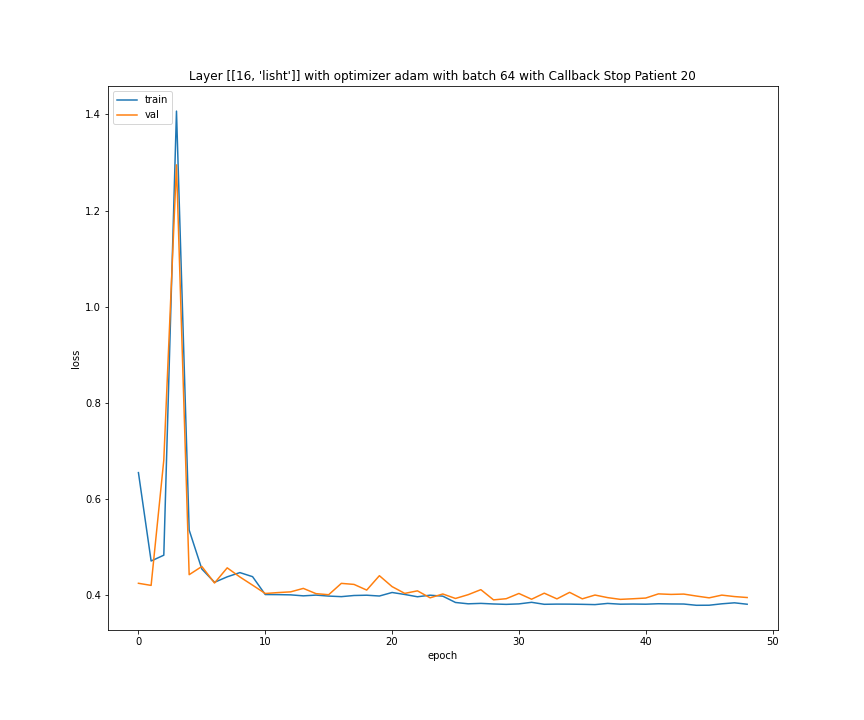 Layer [[16, 'lisht']] with optimizer adam with batch 64 with Callback Stop Patient 20
train
val
1.4
1.2
1.0
0.8
0.6
0.4
loss
0
10
20
30
40
50
epoch